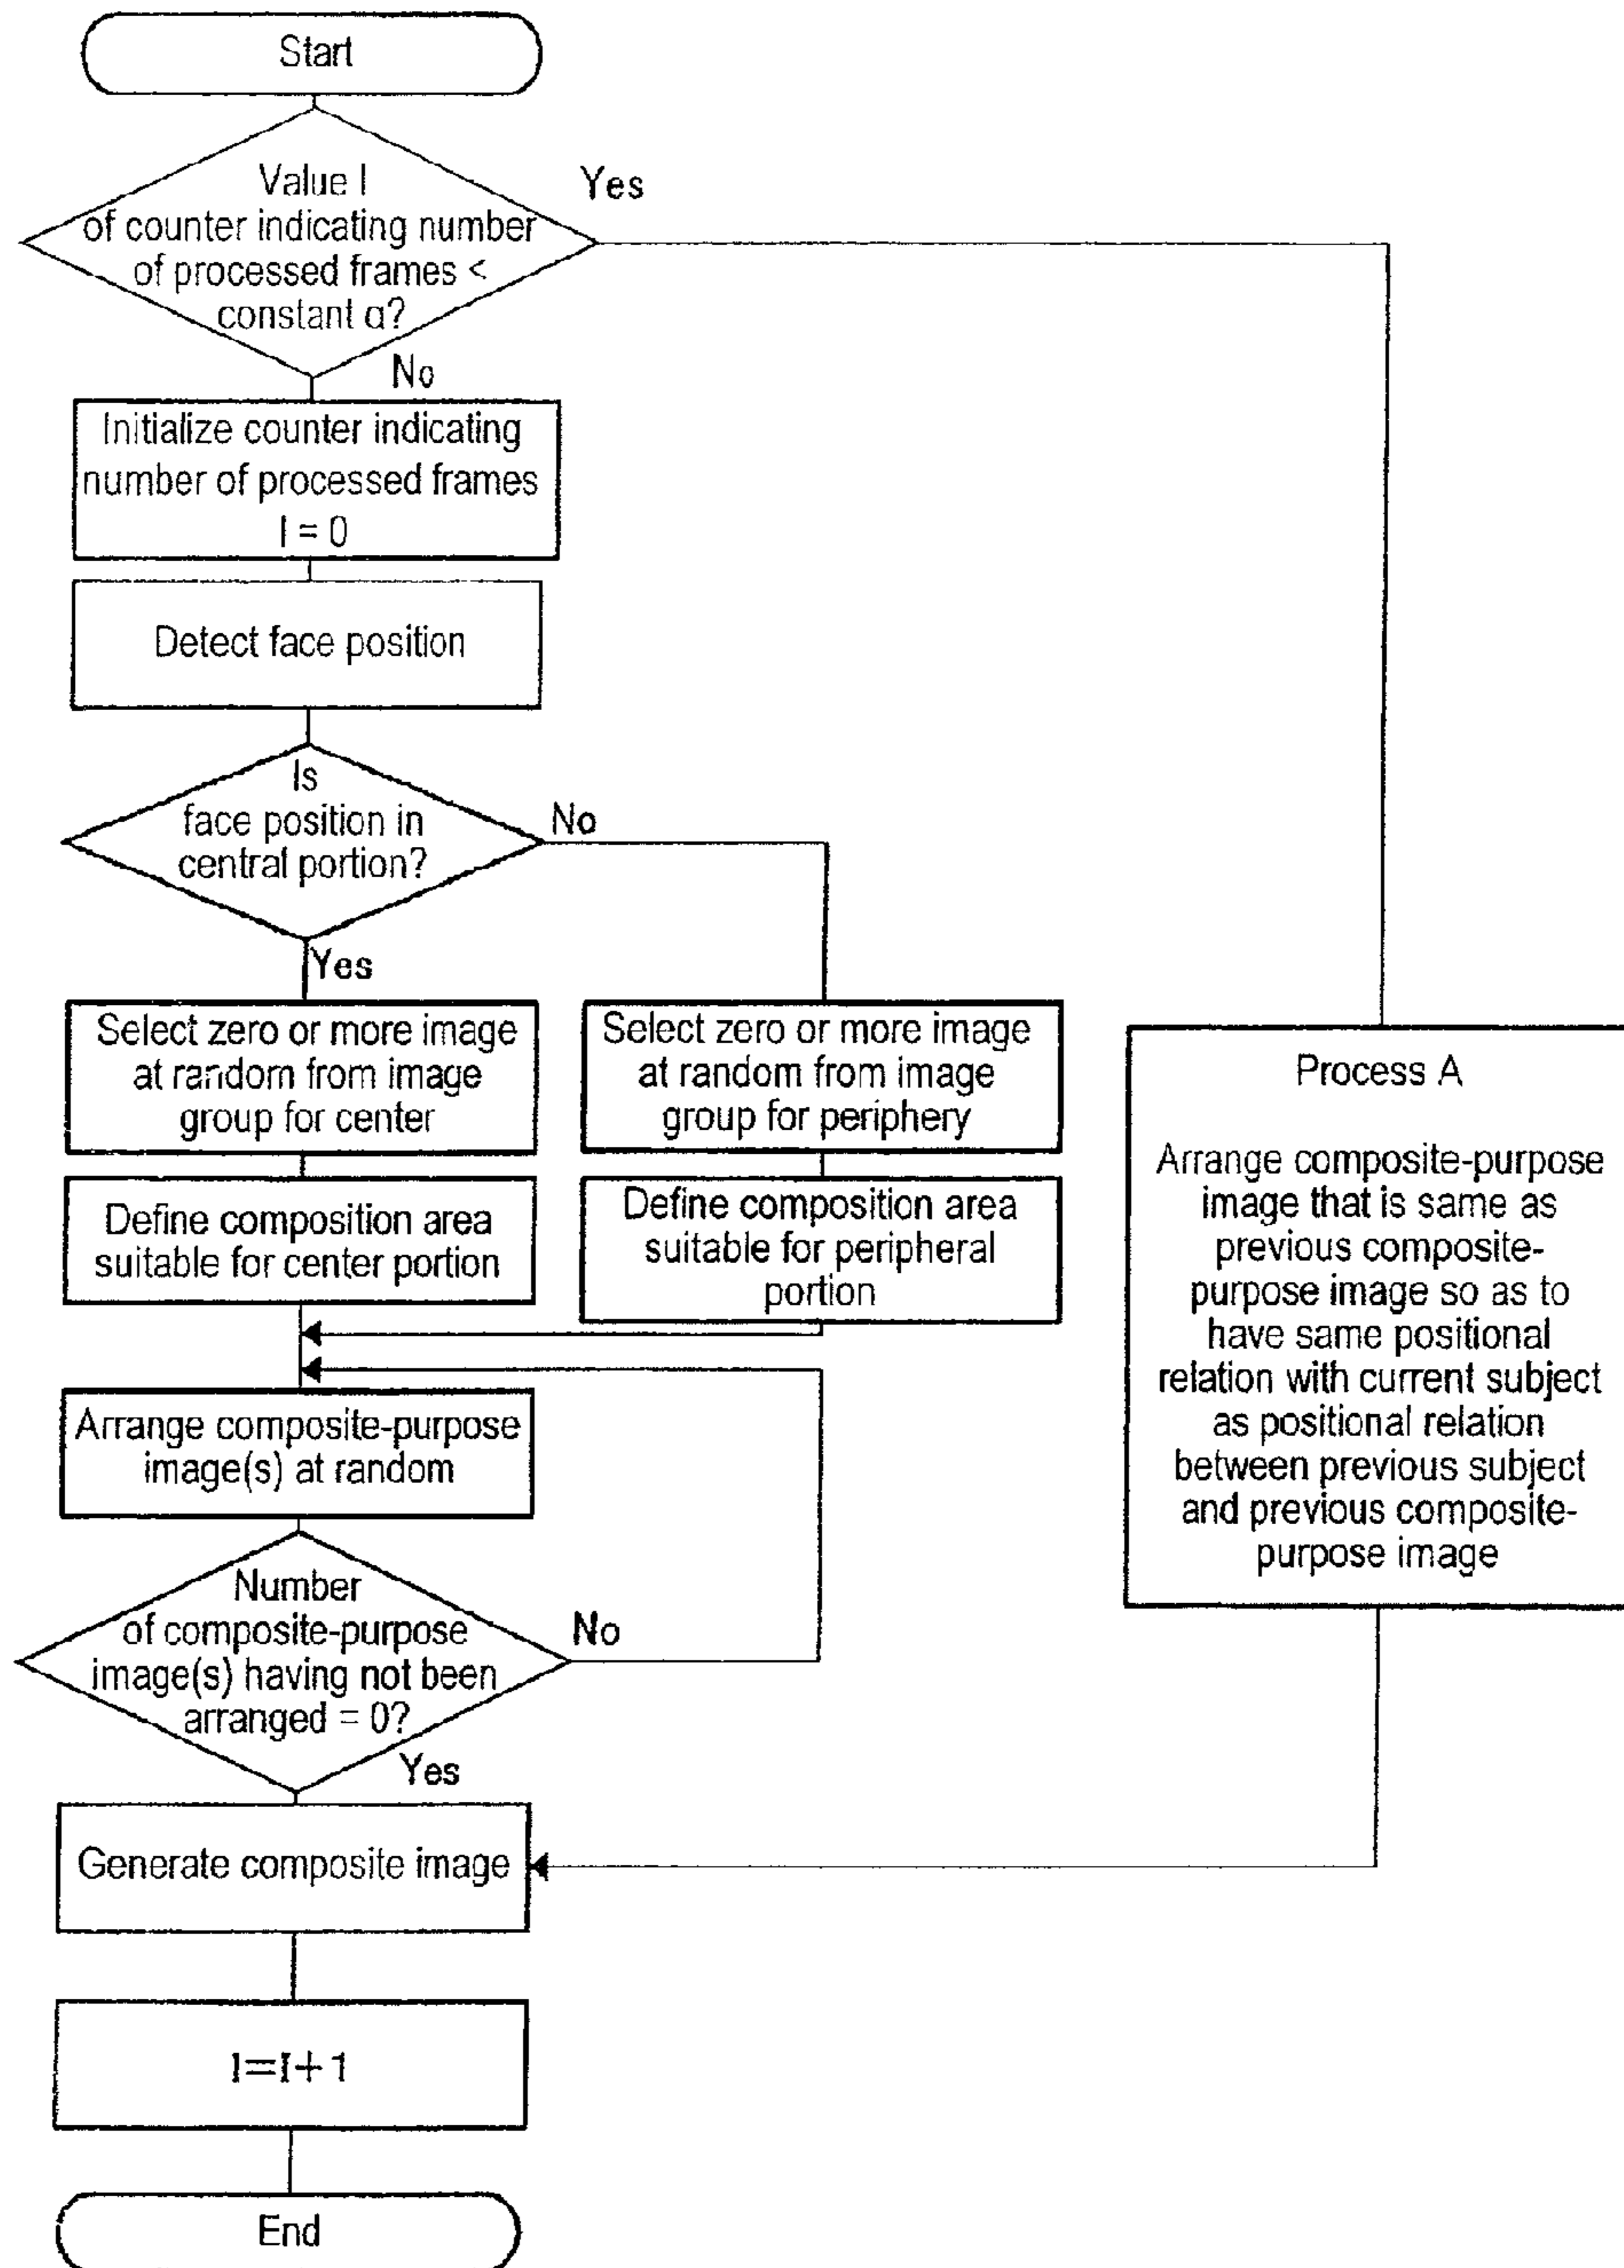 Start
Value I
of counter indicating number
of processed frames <
constant α?
Yes
No
Initialize counter indicating
number of processed frames
I = 0
Detect face position
Is
face position in
central portion?
No
Yes
Select zero or more image
at random from image
group for center
Select zero or more image
at random from image
group for periphery
Define composition area
suitable for center portion
Define composition area
suitable for peripheral
portion
Process A
Arrange composite-purpose
image that is same as
previous composite-
purpose image so as to
have same positional
relation with current subject
as positional relation
between previous subject
and previous composite-
purpose image
Arrange composite-purpose
image(s) at random
Number
of composite-purpose
image(s) having not been
arranged = 0?
No
Yes
Generate composite image
I=I+1
End